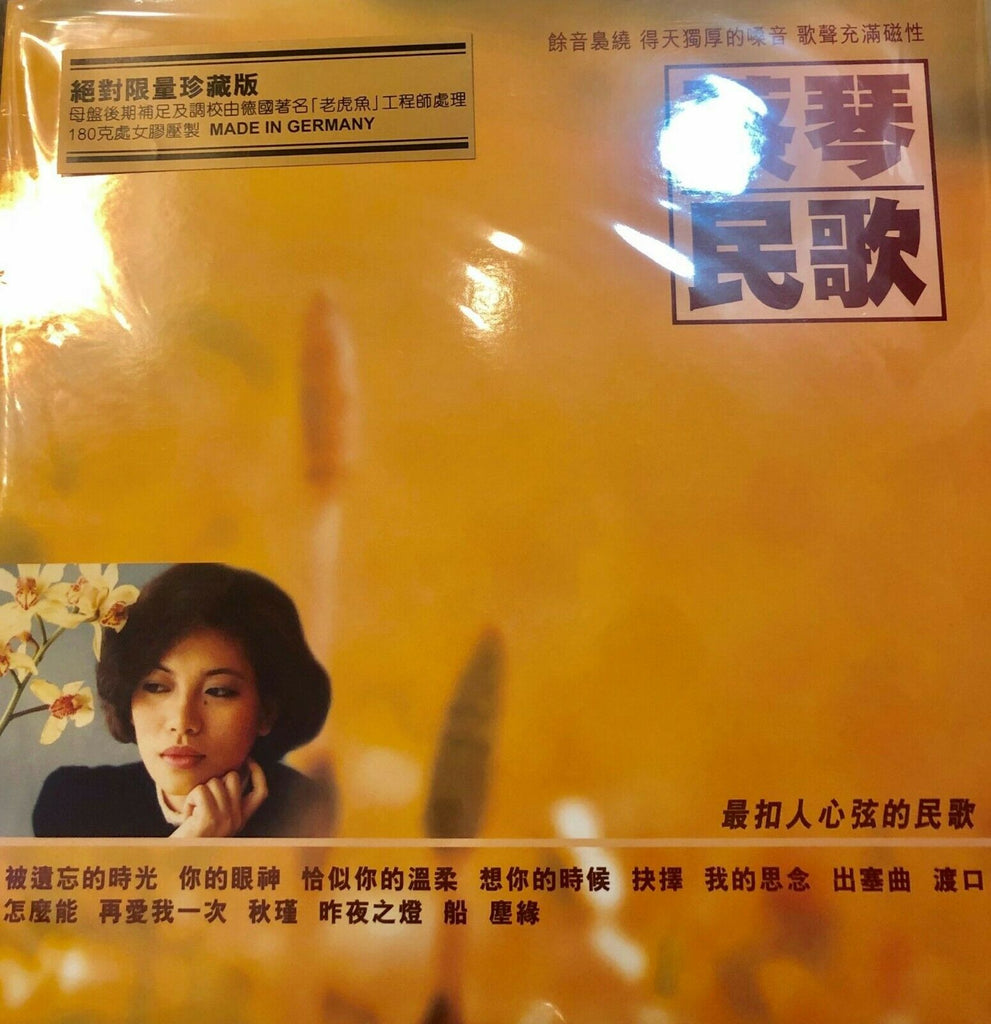 餘音裊繞 得天獨厚的嗓音 歌聲充滿磁性
絕對限量珍藏版
母盤後期補足及調校由德國著名「老虎魚」工程師處理
180克處女膠壓製 MADE IN GERMANY
琴
民歌
最扣人心弦的民歌
被遺忘的時光 你的眼神 恰似你的溫柔 想你的時候 抉擇 我的思念 出塞曲 渡口
怎麼能 再愛我一次 秋瑾 昨夜之燈 船 塵緣